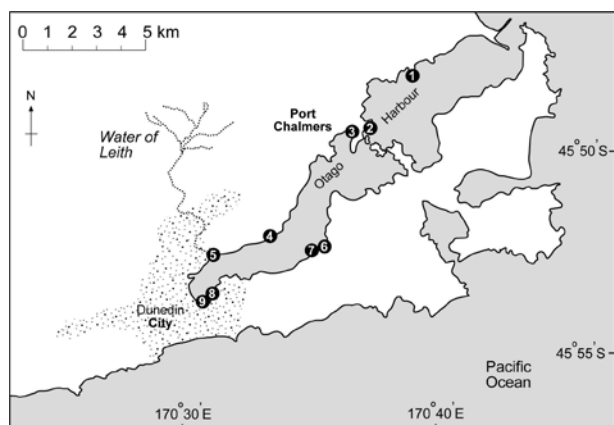 0 1 2 3 4 5 km
N
Water of
Leith
Port
Chalmers
Harbour
Otago
1
2
3
4
5
6
7
8
9
Dunedin
City
45° 50' S
45° 55' S
Pacific
Ocean
170° 30' E
170° 40' E